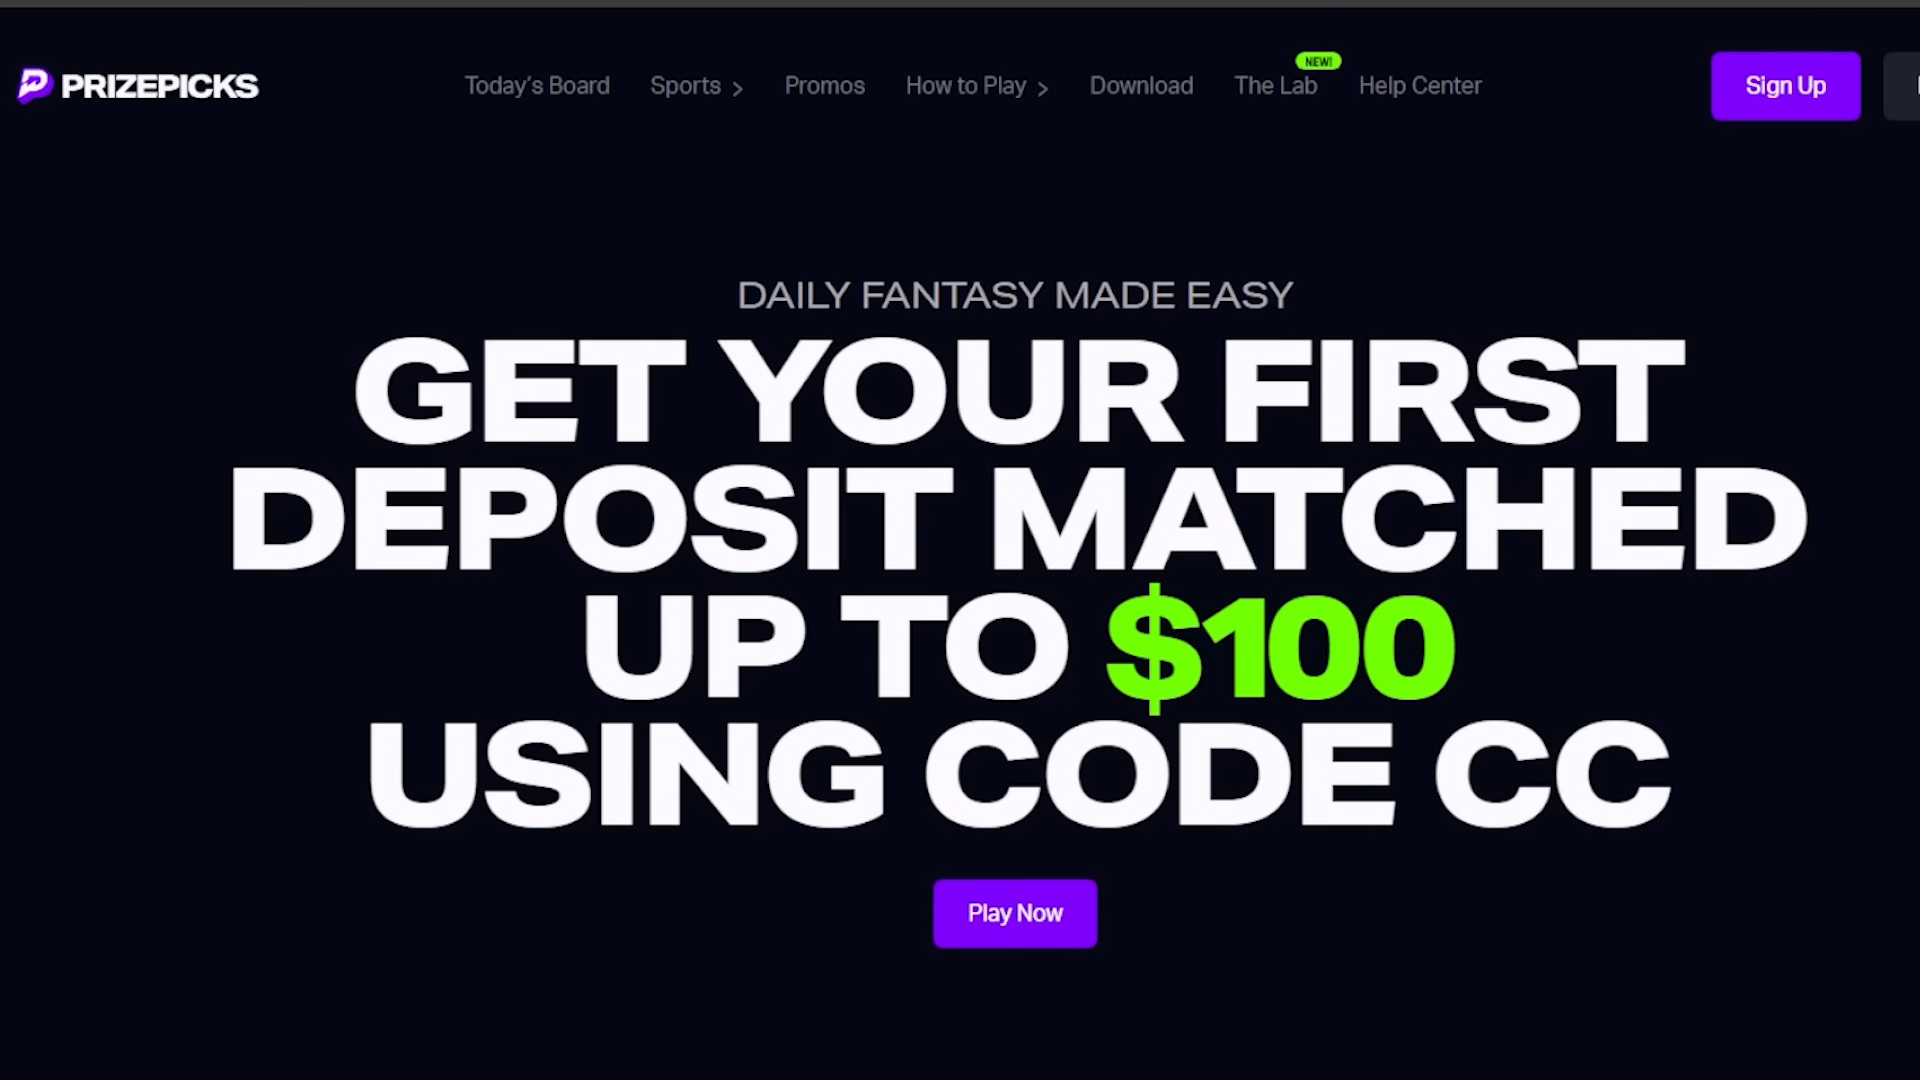 PRIZEPICKS
Today's Board Sports Promos How to Play Download The Lab NEW! Help Center Sign Up
DAILY FANTASY MADE EASY
GET YOUR FIRST
DEPOSIT MATCHED
UP TO $100
USING CODE CC
Play Now